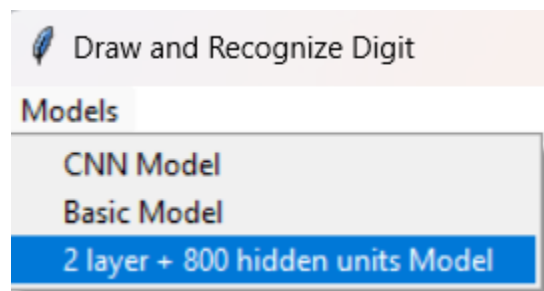 Draw and Recognize Digit
Models
CNN Model
Basic Model
2 layer + 800 hidden units Model